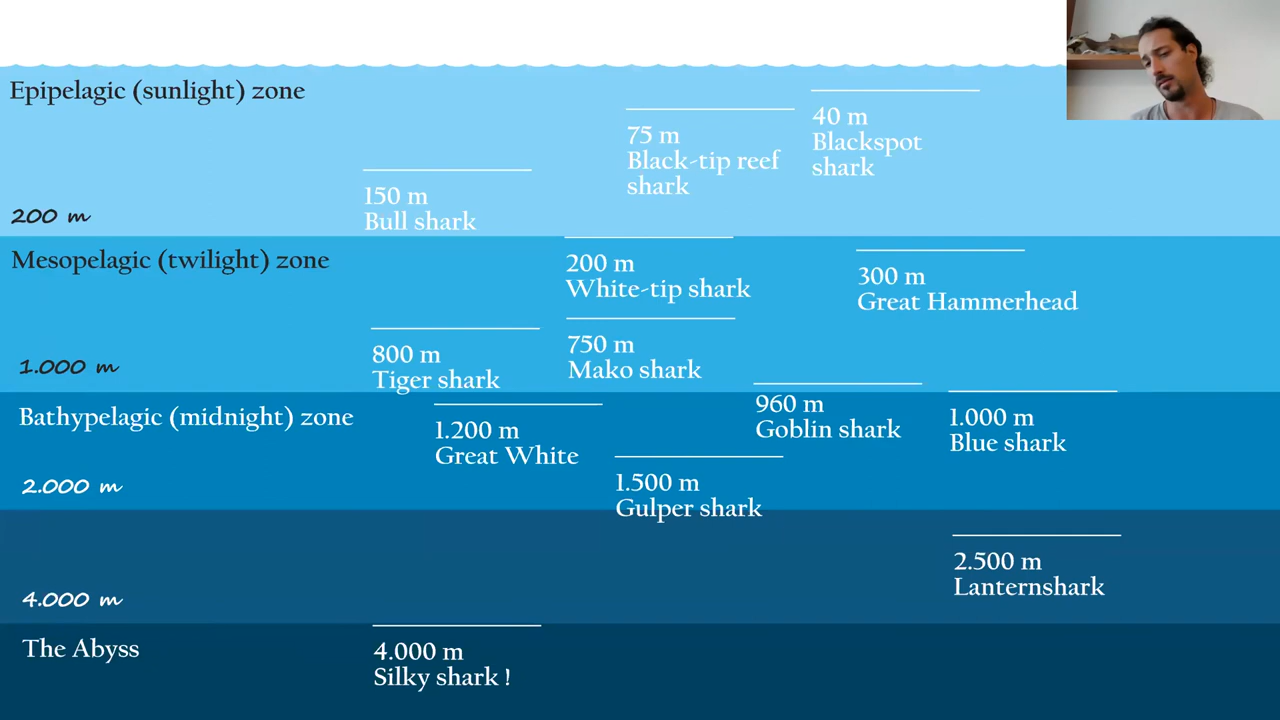 Epipelagic (sunlight) zone
40 m
Blackspot
shark
75 m
Black-tip reef
shark
150 m
Bull shark
200 m
Mesopelagic (twilight) zone
200 m
White-tip shark
300 m
Great Hammerhead
750 m
Mako shark
800 m
Tiger shark
1.000 m
Bathypelagic (midnight) zone
960 m
Goblin shark
1.000 m
Blue shark
1.200 m
Great White
1.500 m
Gulper shark
2.000 m
2.500 m
Lanternshark
4.000 m
The Abyss
4.000 m
Silky shark !